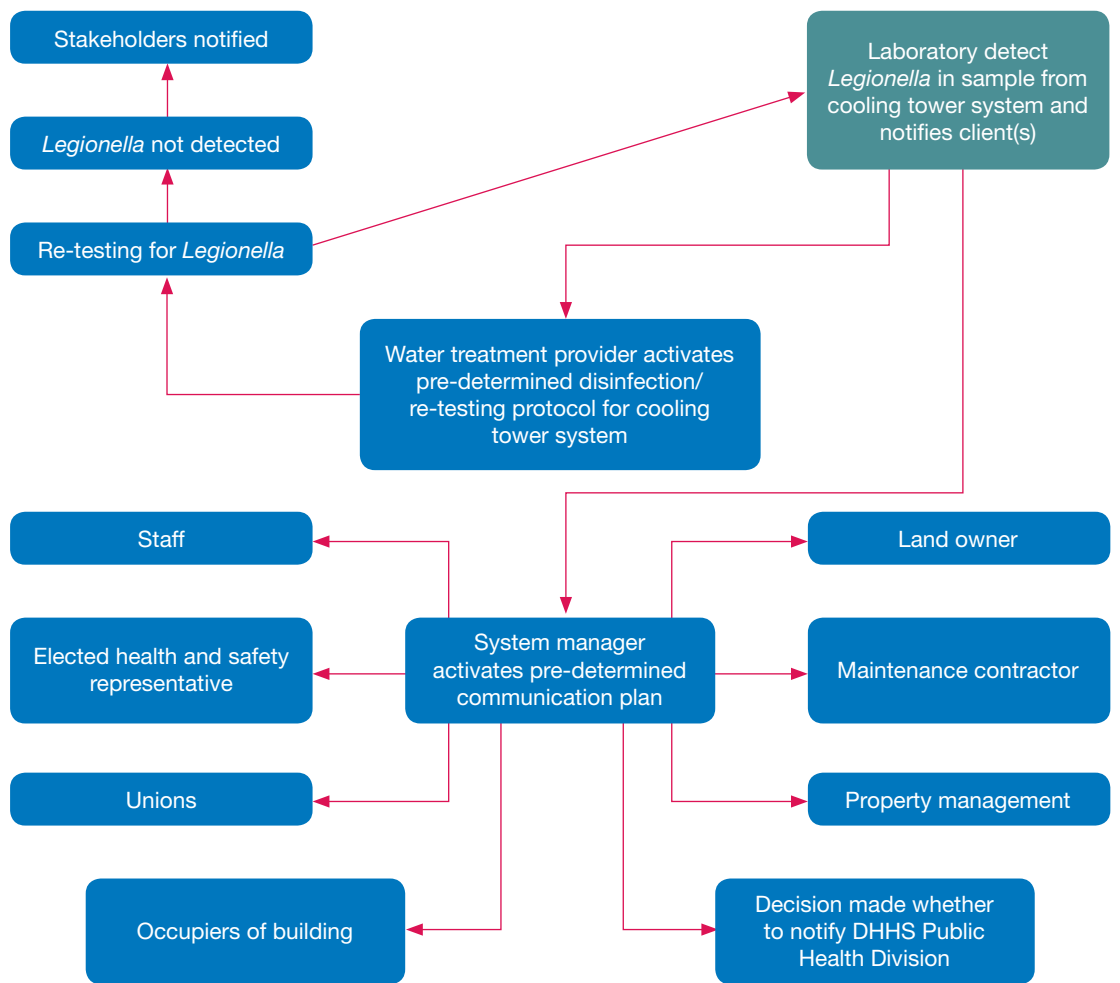 Stakeholders notified
Laboratory detect
Legionella in sample from
cooling tower system and
notifies client(s)
Legionella not detected
Re-testing for Legionella
Water treatment provider activates
pre-determined disinfection/
re-testing protocol for cooling
tower system
Staff
Land owner
Elected health and safety
representative
System manager
activates pre-determined
communication plan
Maintenance contractor
Unions
Property management
Occupiers of building
Decision made whether
to notify DHHS Public
Health Division